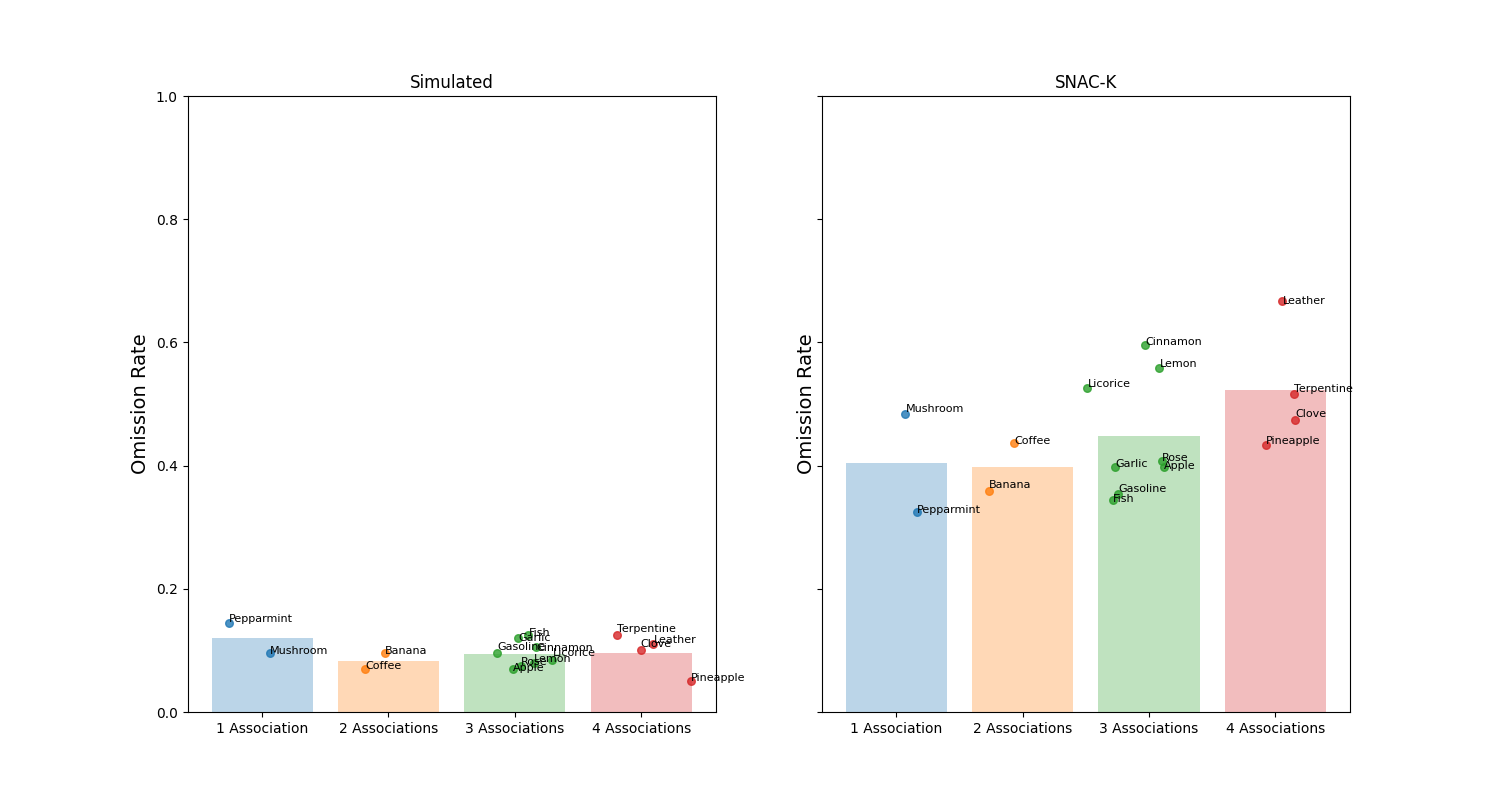 Simulated
SNAC-K
Omission Rate
1.0
0.8
0.6
0.4
0.2
0.0
Pepparmint
Mushroom
Banana
Coffee
Fish
Garlic
Gasoline
Cinnamon
Licorice
Lemon
Rose
Apple
Terpentine
Leather
Clove
Pineapple
1 Association
2 Associations
3 Associations
4 Associations
Omission Rate
Leather
Cinnamon
Lemon
Licorice
Terpentine
Mushroom
Clove
Coffee
Pineapple
Rose
Garlic
Apple
Banana
Gasoline
Fish
Pepparmint
1 Association
2 Associations
3 Associations
4 Associations